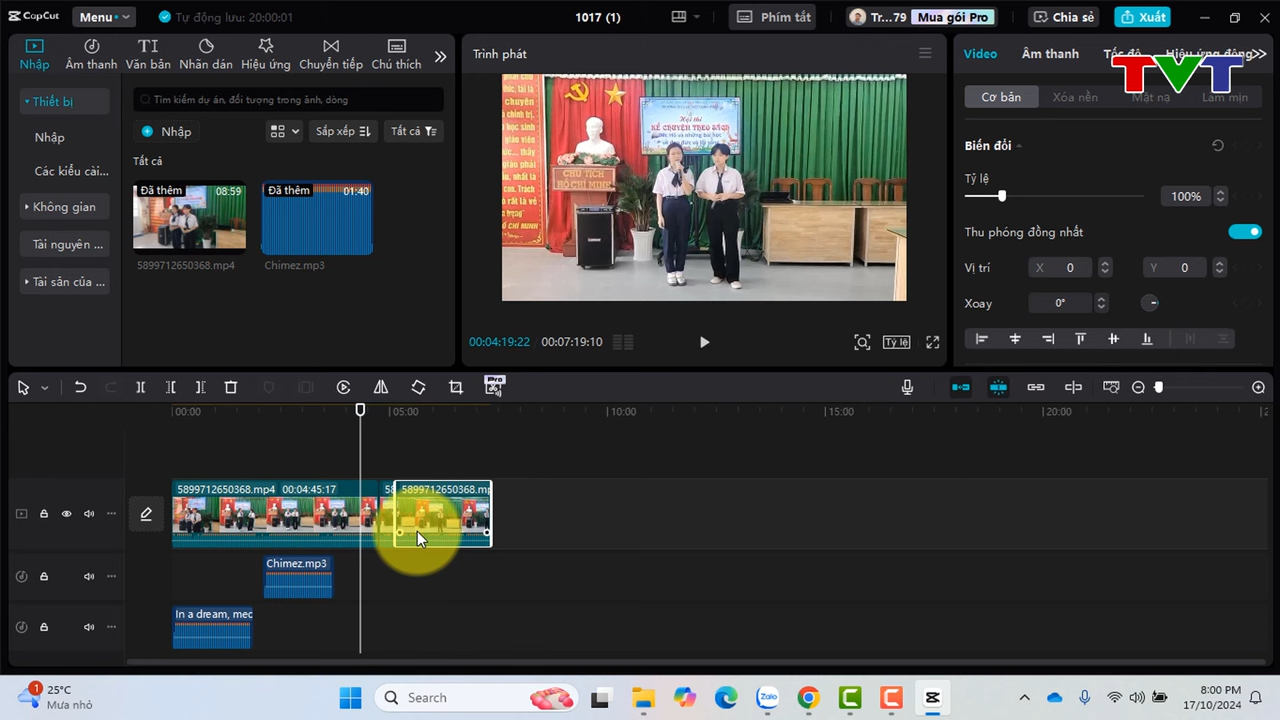 CapCut
Menu
Tự động lưu: 20:00:01
1017 (1)
Phím tắt
Tr...79
Mua gói Pro
Chia sẻ
Xuất
Nhập
Âm thanh
Văn bản
Nhãn d
Hiệu ứng
Chuyển tiếp
Chú thích
Trình phát
Video
Âm thanh
Tốc độ
Hiệu ứng động
TVT
Thiết bị
Tìm kiếm dự án, đối tượng trong ảnh, dòng
Cơ bản
Xóa nền
Mặt nạ
Làm mịn
Nhập
Các dự á...
Nhập
Sắp xếp
Tất cả
Tất cả
Biến đổi
Tỷ lệ
100%
Đã thêm
08:59
Đã thêm
01:40
5899712650368.mp4
Chimez.mp3
Không gia...
Tài nguyên ...
Tài sản của ...
Hội thi
KỂ CHUYỆN THEO SÁCH
CHỦ TỊCH
HỒ CHÍ MINH
Thu phóng đồng nhất
Vị trí
X
0
Y
0
Xoay
0°
00:04:19:22
00:07:19:10
Tỷ lệ
Pro
00:00
05:00
10:00
15:00
20:00
5899712650368.mp4
00:04:45:17
58
5899712650368.mp
Chimez.mp3
In a dream, mec
1
25°C
Mưa nhỏ
Search
Zalo
8:00 PM
17/10/2024